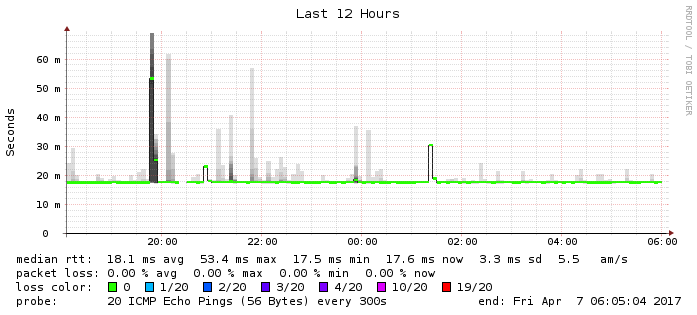 Last 12 Hours
RRDTOOL / TOBI OETIKER
Seconds
60 m
50 m
40 m
30 m
20 m
10 m
0
20:00 22:00 00:00 02:00 04:00 06:00
median rtt: 18.1 ms avg 53.4 ms max 17.5 ms min 17.6 ms now 3.3 ms sd 5.5 am/s
packet loss: 0.00 % avg 0.00 % max 0.00 % min 0.00 % now
loss color: 0 1/20 2/20 3/20 4/20 10/20 19/20
probe: 20 ICMP Echo Pings (56 Bytes) every 300s end: Fri Apr 7 06:05:04 2017